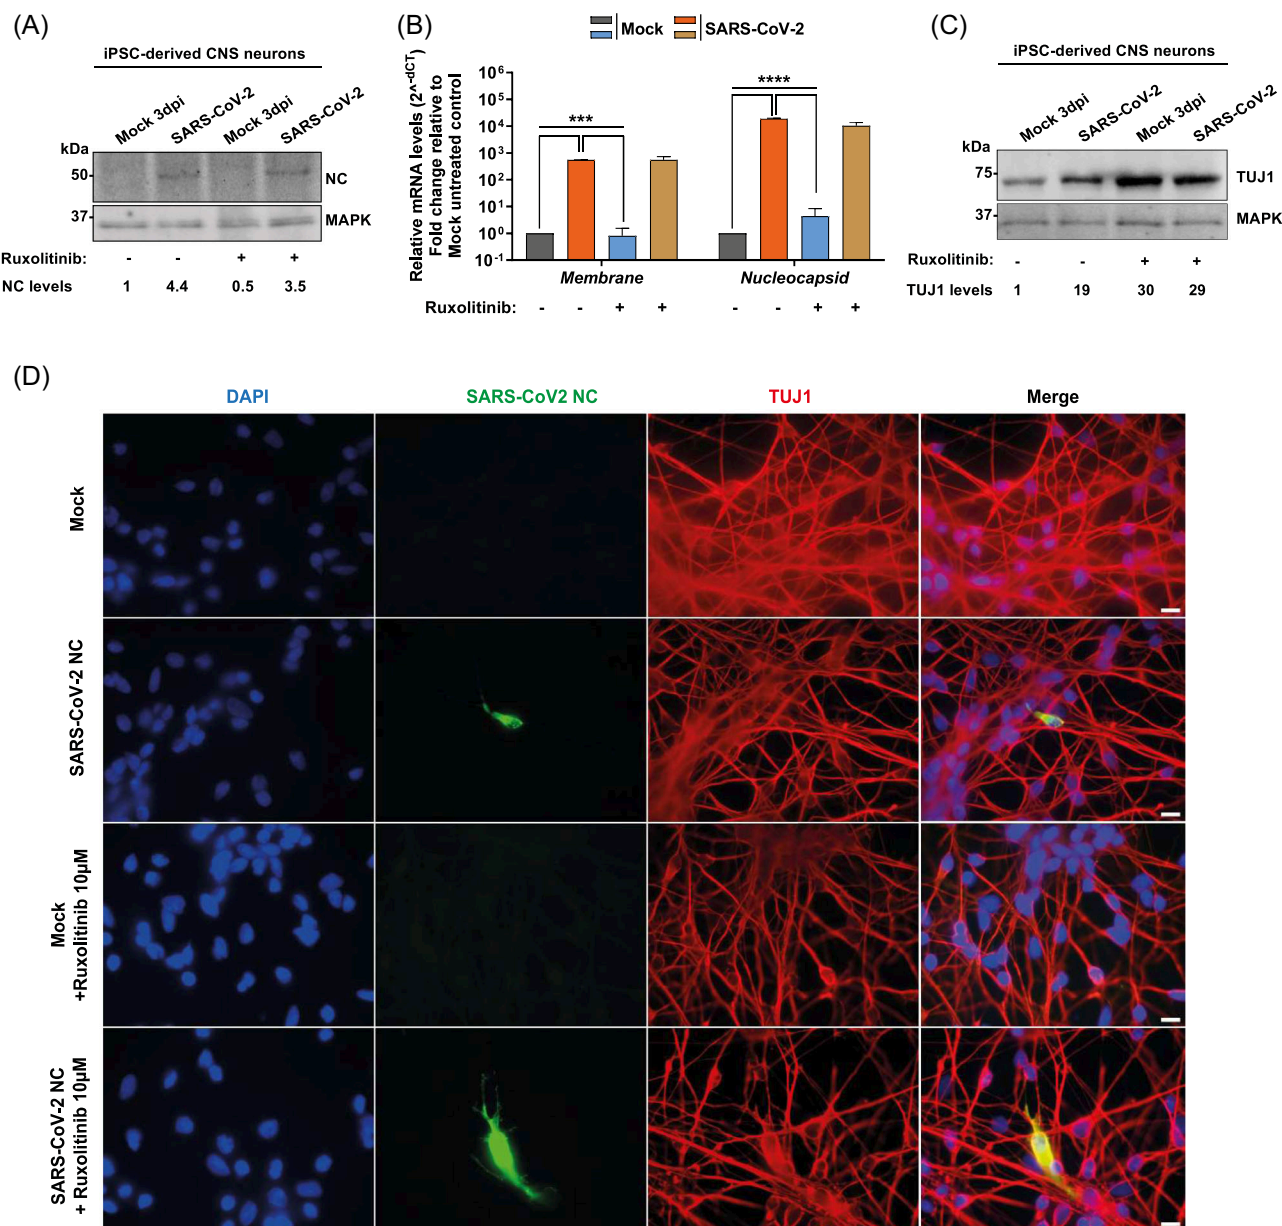 (A)
iPSC-derived CNS neurons
Mock 3dpi
SARS-CoV-2
Mock 3dpi
SARS-CoV-2
kDa
50
NC
37
MAPK
Ruxolitinib: - - + +
NC levels 1 4.4 0.5 3.5
(B)
Mock
SARS-CoV-2
Relative mRNA levels (2^-dCT)
Fold change relative to
Mock untreated control
10⁶
10⁵
10⁴
10³
10²
10¹
10⁰
10⁻¹
***
****
Membrane
Nucleocapsid
Ruxolitinib: - - + + - - + +
(C)
iPSC-derived CNS neurons
Mock 3dpi
SARS-CoV-2
Mock 3dpi
SARS-CoV-2
kDa
75
TUJ1
37
MAPK
Ruxolitinib: - - + +
TUJ1 levels 1 19 30 29
(D)
DAPI
SARS-CoV2 NC
TUJ1
Merge
Mock
SARS-CoV-2 NC
Mock
+Ruxolitinib 10µM
SARS-CoV-2 NC
+ Ruxolitinib 10µM